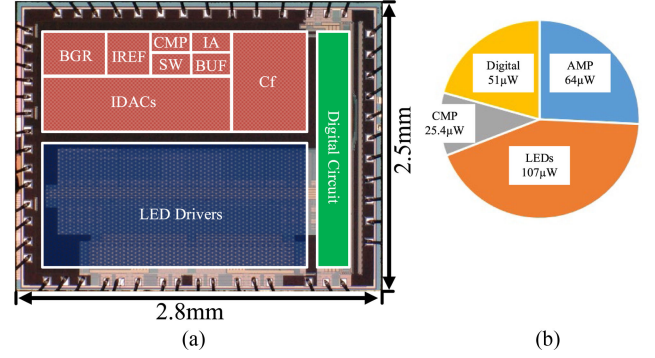 BGR
IREF
CMP
IA
SW
BUF
Cf
IDACs
Digital Circuit
LED Drivers
2.5mm
2.8mm
(a)
Digital
51μW
AMP
64μW
CMP
25.4μW
LEDs
107μW
(b)